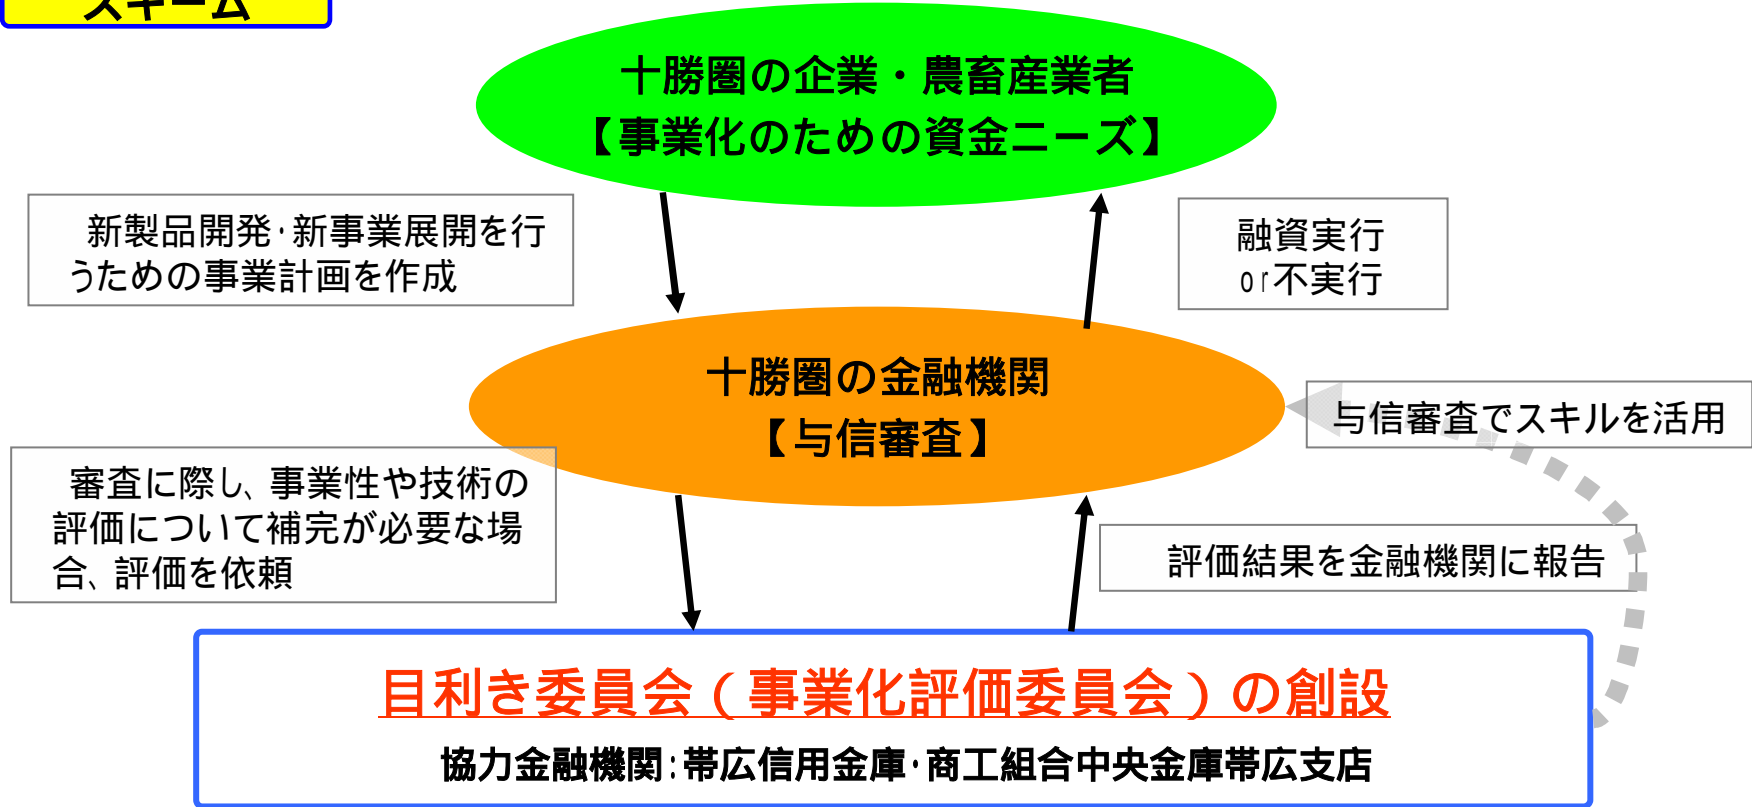 スキーム
十勝圏の企業・農畜産業者
【事業化のための資金ニーズ】
新製品開発・新事業展開を行
うための事業計画を作成
融資実行
or不実行
十勝圏の金融機関
【与信審査】
与信審査でスキルを活用
審査に際し、事業性や技術の
評価について補完が必要な場
合、評価を依頼
評価結果を金融機関に報告
目利き委員会（事業化評価委員会）の創設
協力金融機関：帯広信用金庫・商工組合中央金庫帯広支店